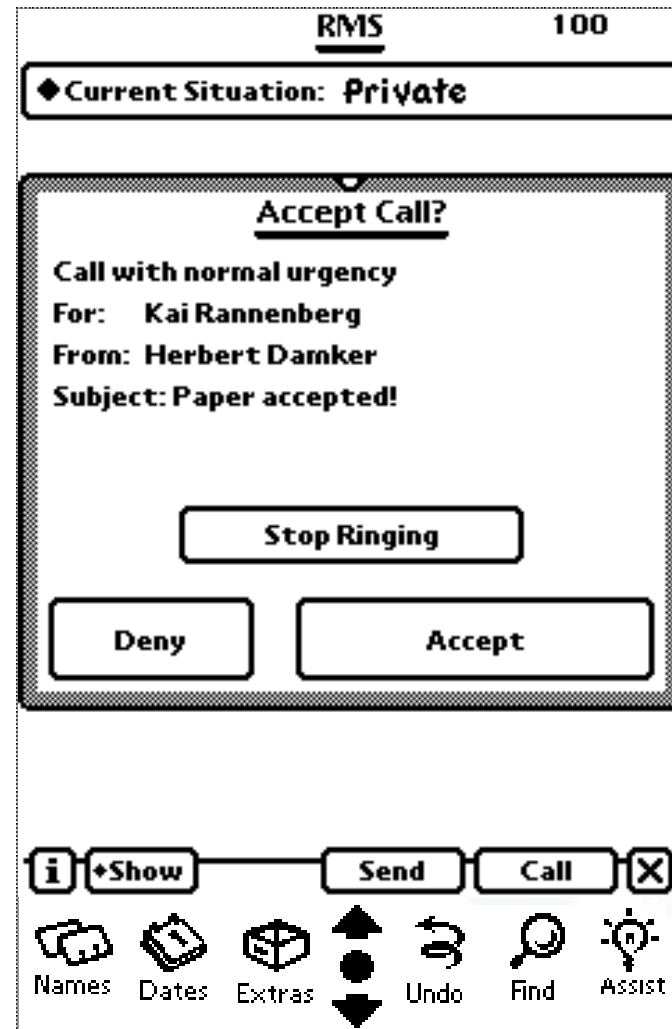 RMS 100
◆Current Situation: Private
Accept Call?
Call with normal urgency
For: Kai Rannenberg
From: Herbert Damker
Subject: Paper accepted!
Stop Ringing
Deny Accept
i ◆Show Send Call X
Names Dates Extras Undo Find Assist